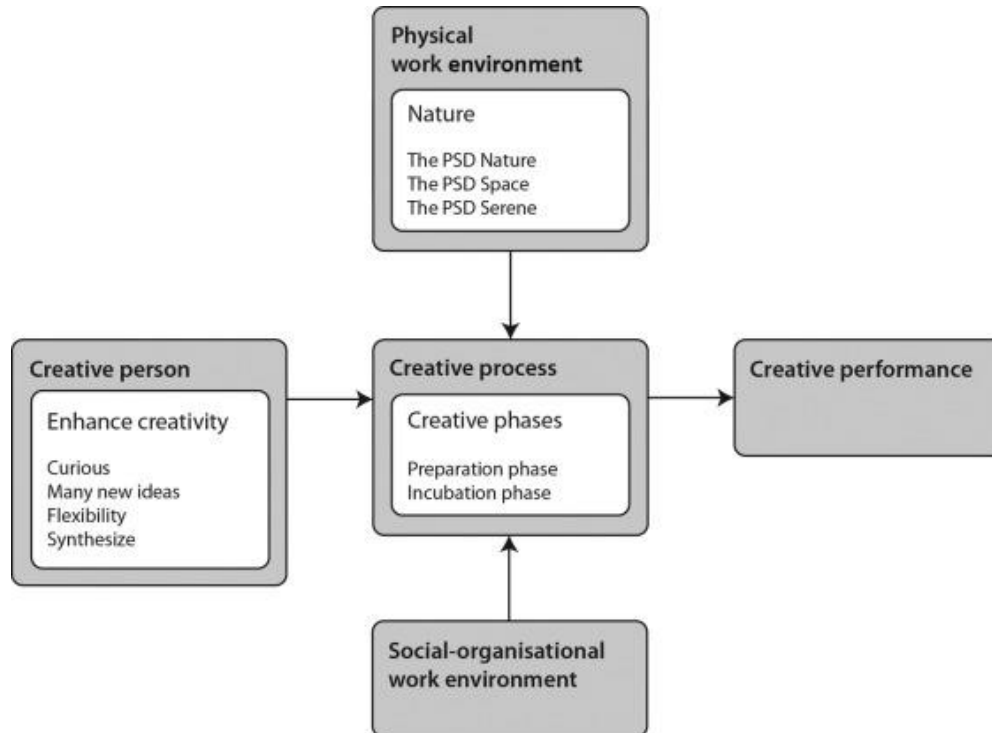 Physical
work environment
Nature
The PSD Nature
The PSD Space
The PSD Serene
Creative person
Enhance creativity
Curious
Many new ideas
Flexibility
Synthesize
Creative process
Creative phases
Preparation phase
Incubation phase
Creative performance
Social-organisational
work environment